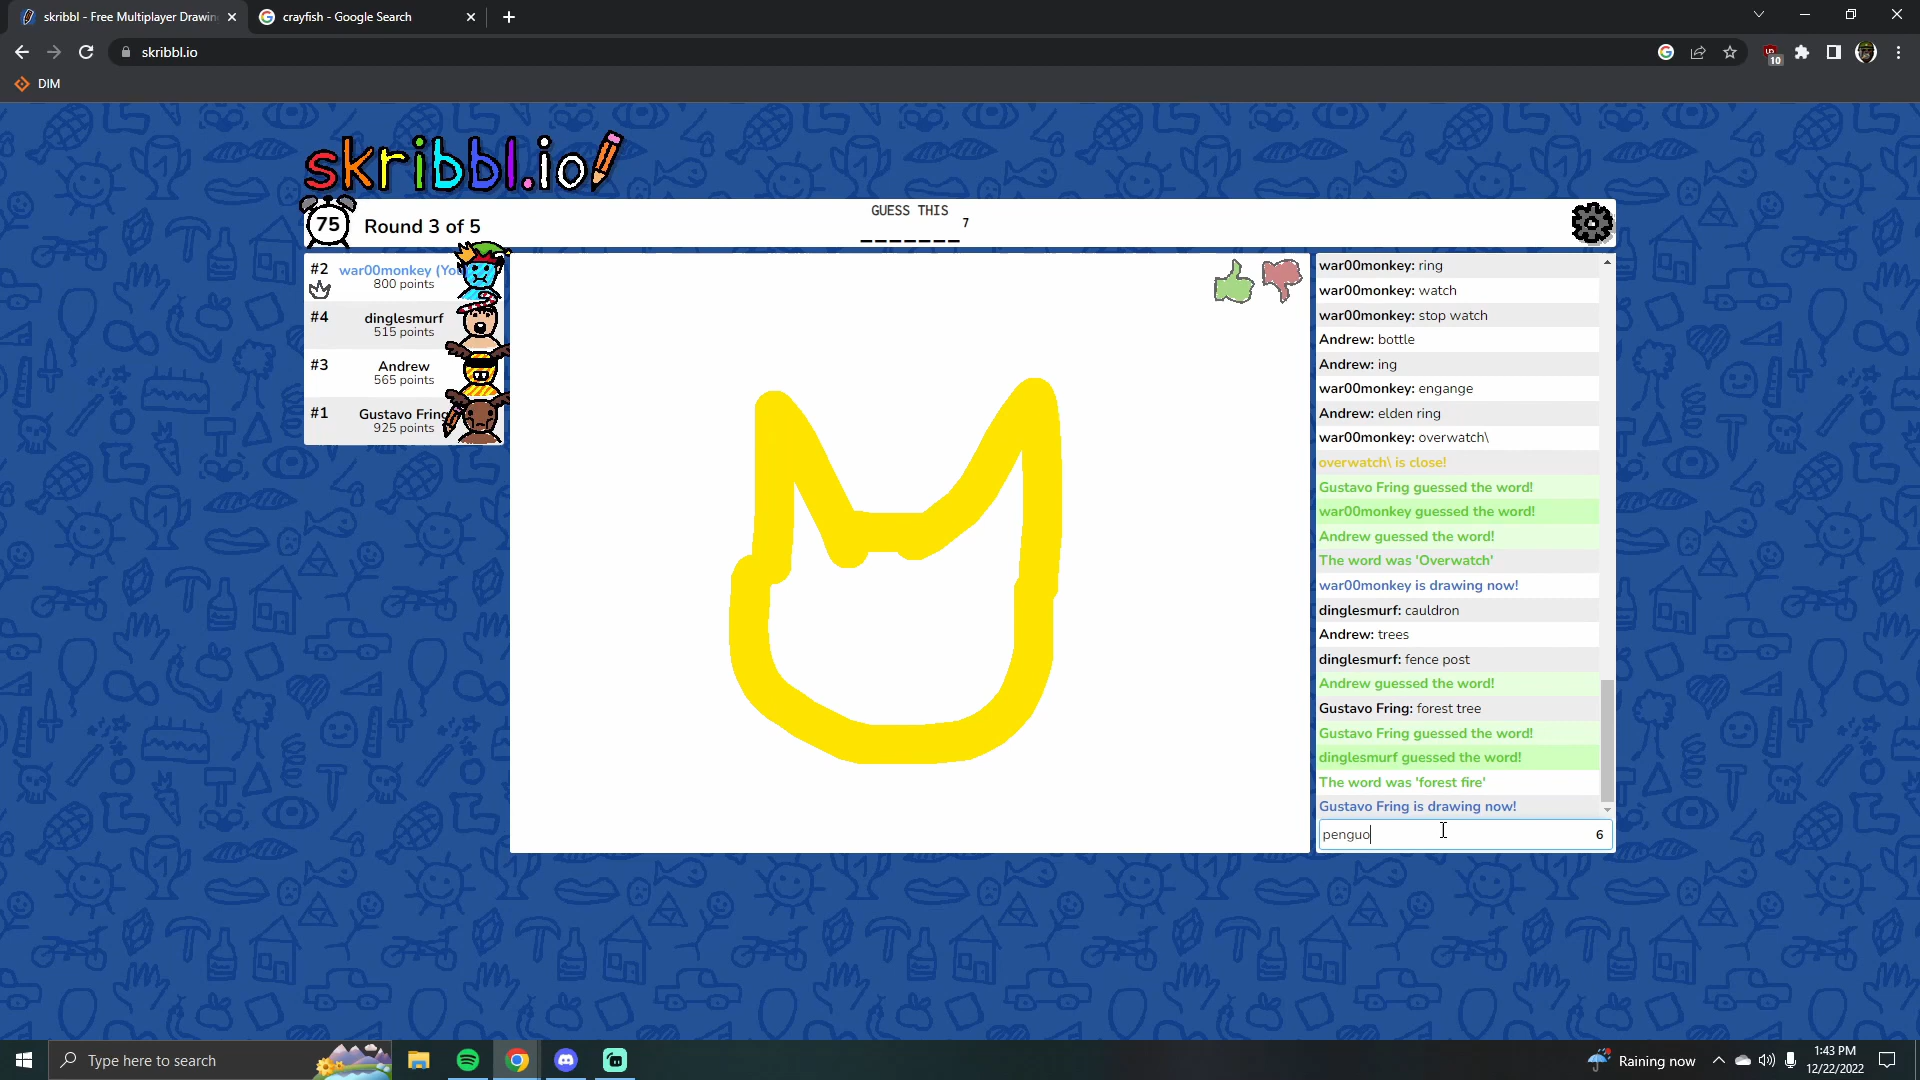 skribbl - Free Multiplayer Drawin
crayfish - Google Search
skribbl.io
10
DIM
skribbl.io
75
Round 3 of 5
GUESS THIS
_______ 7
#2
war00monkey (You
800 points
#4
dinglesmurf
515 points
#3
Andrew
565 points
#1
Gustavo Fring
925 points
war00monkey: ring
war00monkey: watch
war00monkey: stop watch
Andrew: bottle
Andrew: ing
war00monkey: engange
Andrew: elden ring
war00monkey: overwatch\
overwatch\ is close!
Gustavo Fring guessed the word!
war00monkey guessed the word!
Andrew guessed the word!
The word was 'Overwatch'
war00monkey is drawing now!
dinglesmurf: cauldron
Andrew: trees
dinglesmurf: fence post
Andrew guessed the word!
Gustavo Fring: forest tree
Gustavo Fring guessed the word!
dinglesmurf guessed the word!
The word was 'forest fire'
Gustavo Fring is drawing now!
penguo
6
Type here to search
Raining now
1:43 PM
12/22/2022